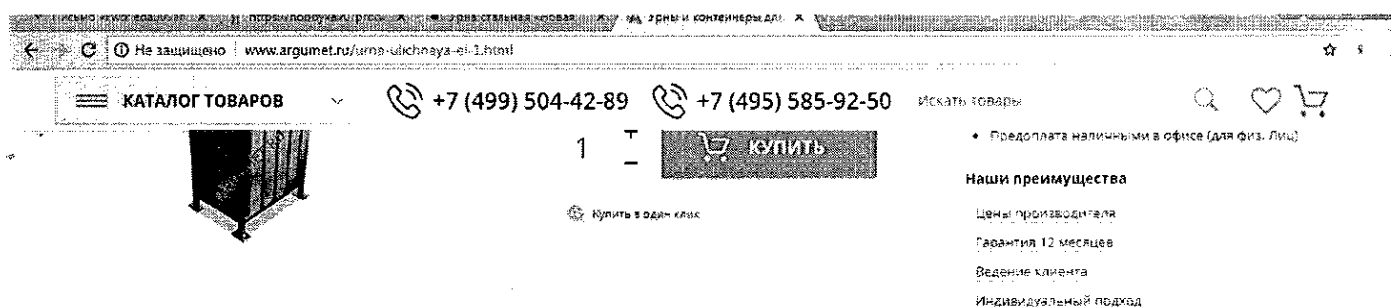 Не защищено www.argumet.ru/urna-ulichnaya-el-1.html
КАТАЛОГ ТОВАРОВ +7 (499) 504-42-89 +7 (495) 585-92-50 Искать товары
1 + − КУПИТЬ
Купить в один клик
• Предоплата наличными в офисе (для физ. Лиц)
Наши преимущества
Цены производителя
Гарантия 12 месяцев
Ведение клиента
Индивидуальный подход